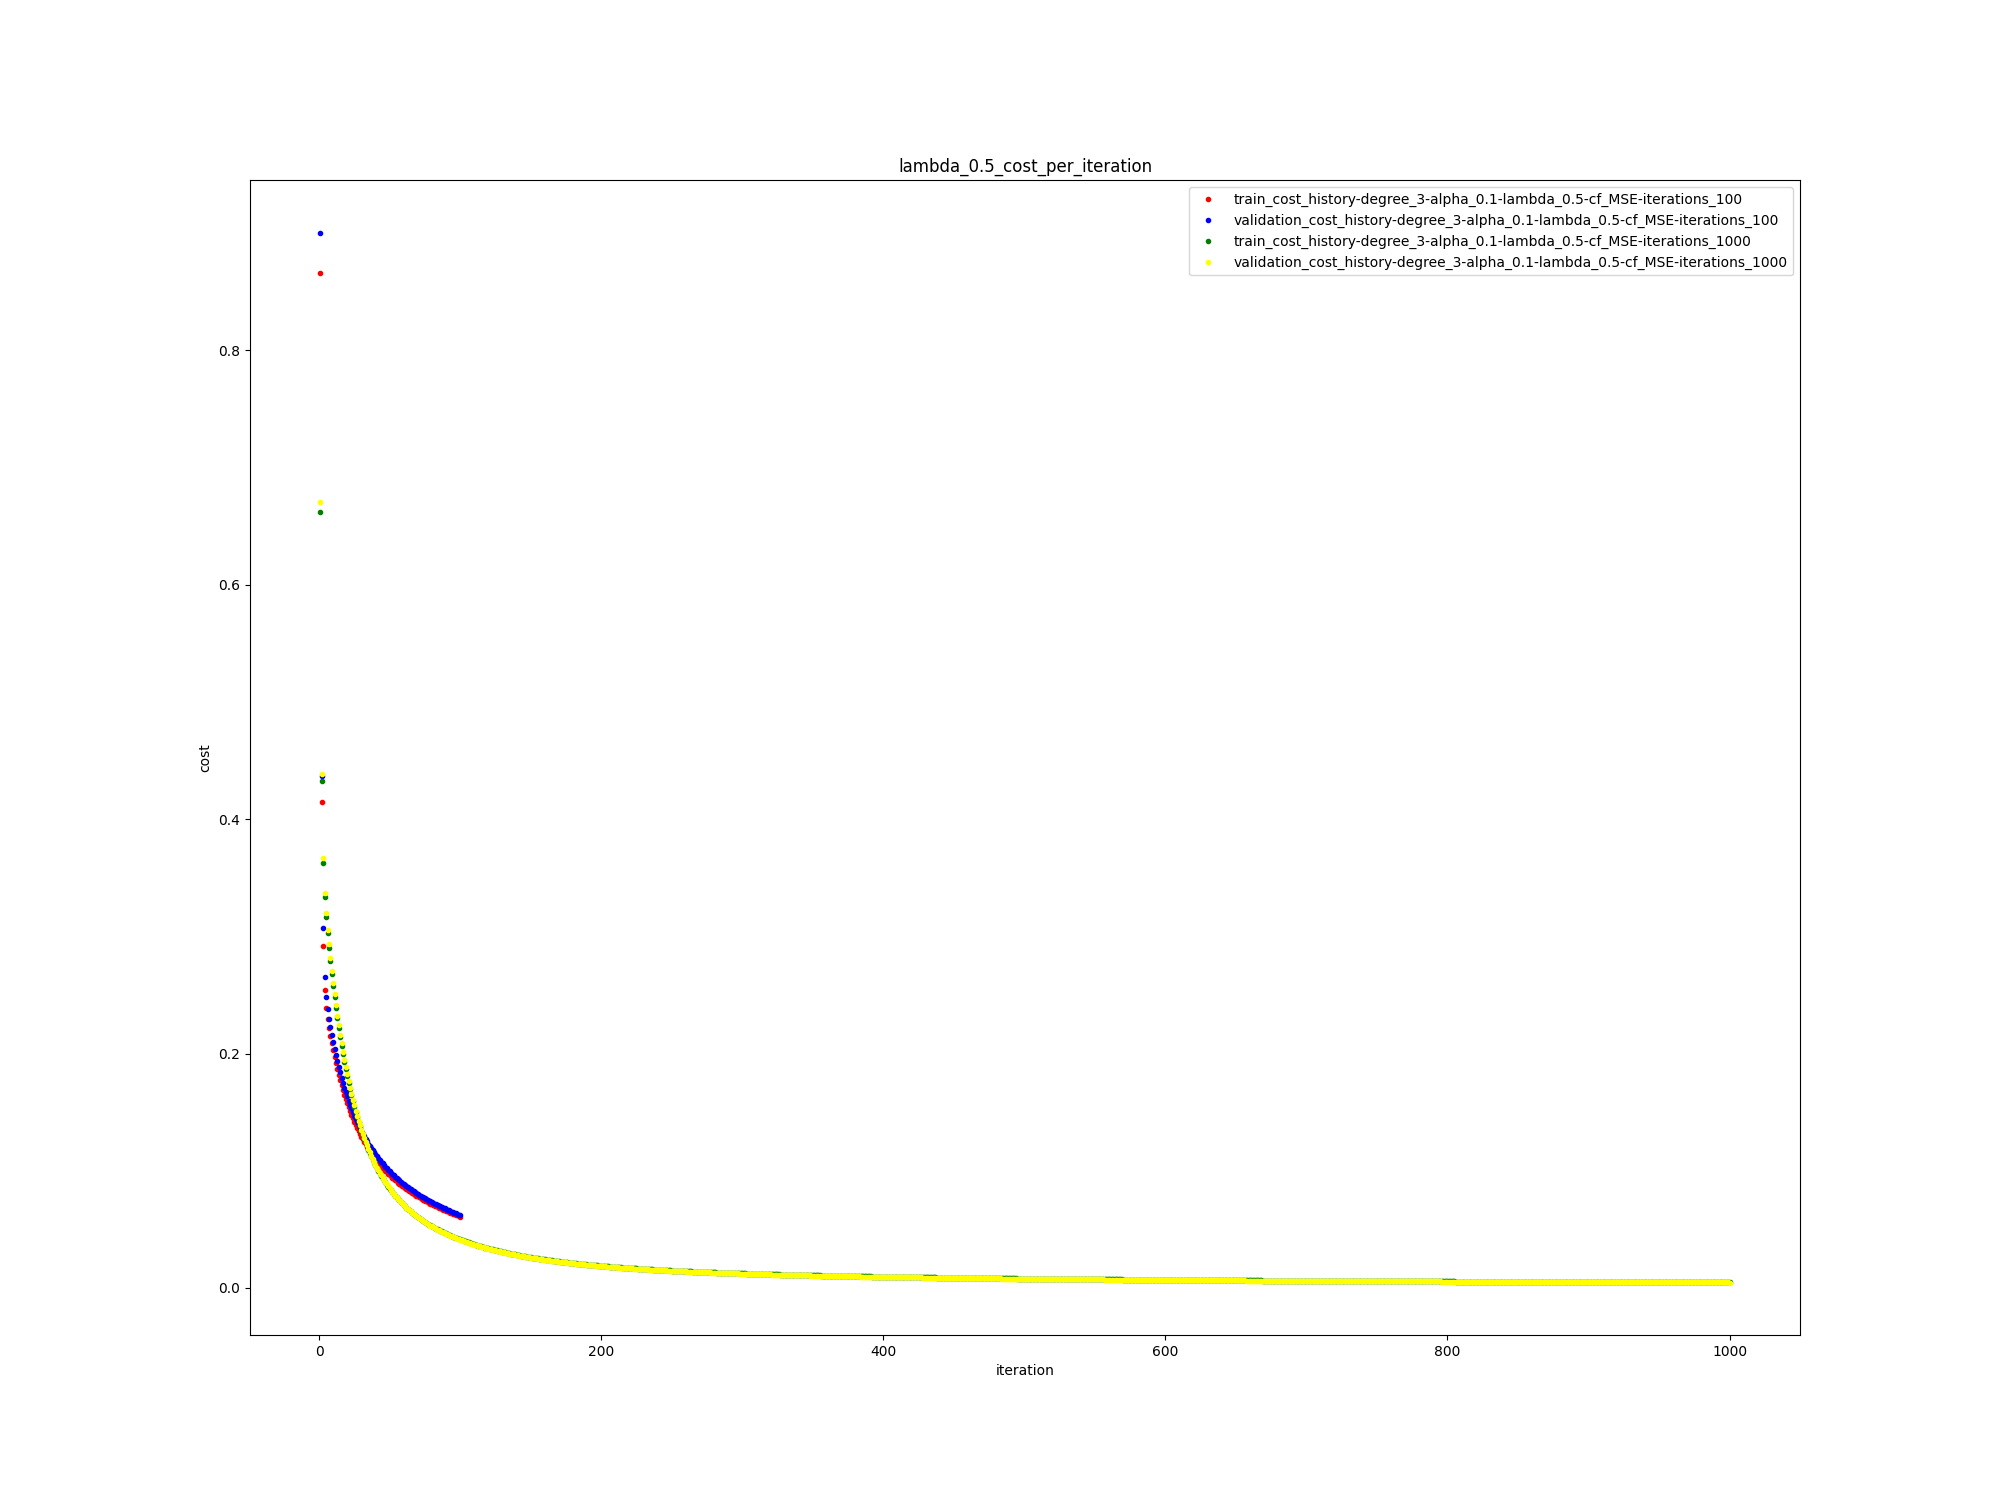 lambda_0.5_cost_per_iteration
train_cost_history-degree_3-alpha_0.1-lambda_0.5-cf_MSE-iterations_100
validation_cost_history-degree_3-alpha_0.1-lambda_0.5-cf_MSE-iterations_100
train_cost_history-degree_3-alpha_0.1-lambda_0.5-cf_MSE-iterations_1000
validation_cost_history-degree_3-alpha_0.1-lambda_0.5-cf_MSE-iterations_1000
0.8
0.6
cost
0.4
0.2
0.0
0 200 400 600 800 1000
iteration